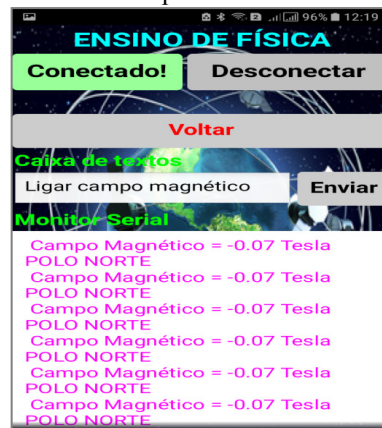 96% 12:19
ENSINO DE FÍSICA
Conectado! Desconectar
Voltar
Caixa de textos
Ligar campo magnético Enviar
Monitor Serial
Campo Magnético = -0.07 Tesla
POLO NORTE
Campo Magnético = -0.07 Tesla
POLO NORTE
Campo Magnético = -0.07 Tesla
POLO NORTE
Campo Magnético = -0.07 Tesla
POLO NORTE
Campo Magnético = -0.07 Tesla
POLO NORTE
Campo Magnético = -0.07 Tesla
POLO NORTE